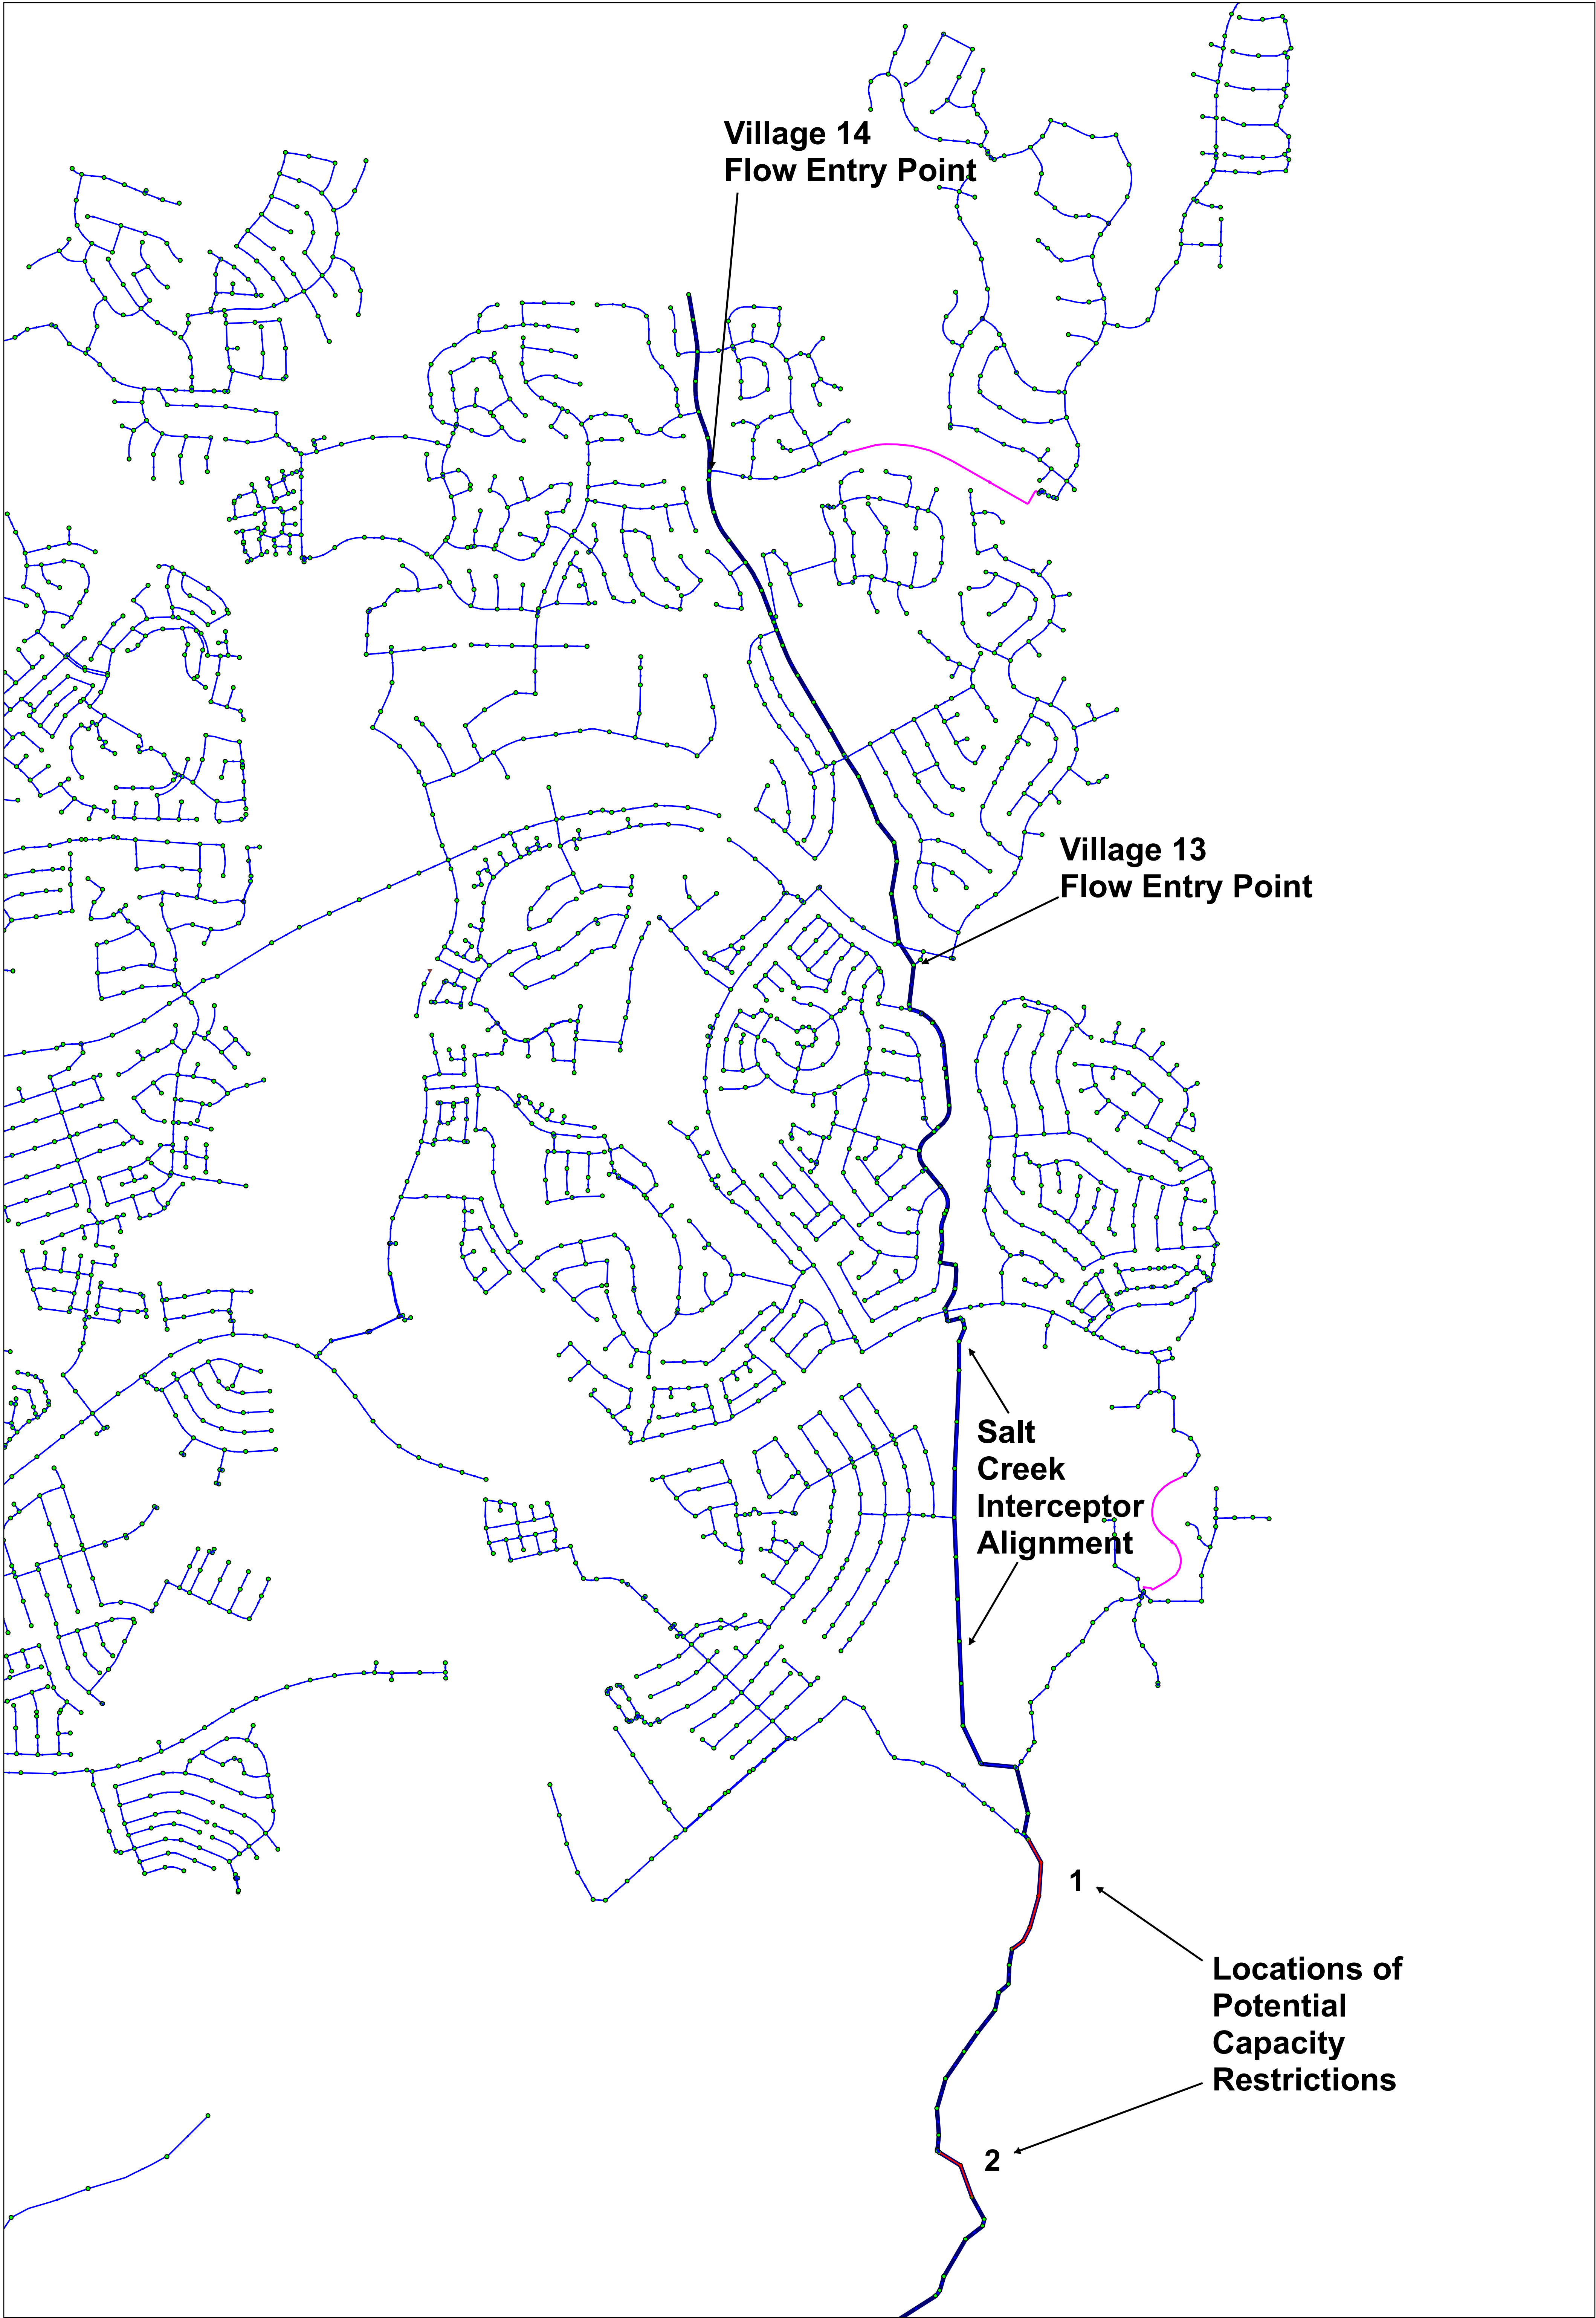 Village 14
Flow Entry Point
Village 13
Flow Entry Point
Salt
Creek
Interceptor
Alignment
1
Locations of
Potential
Capacity
Restrictions
2